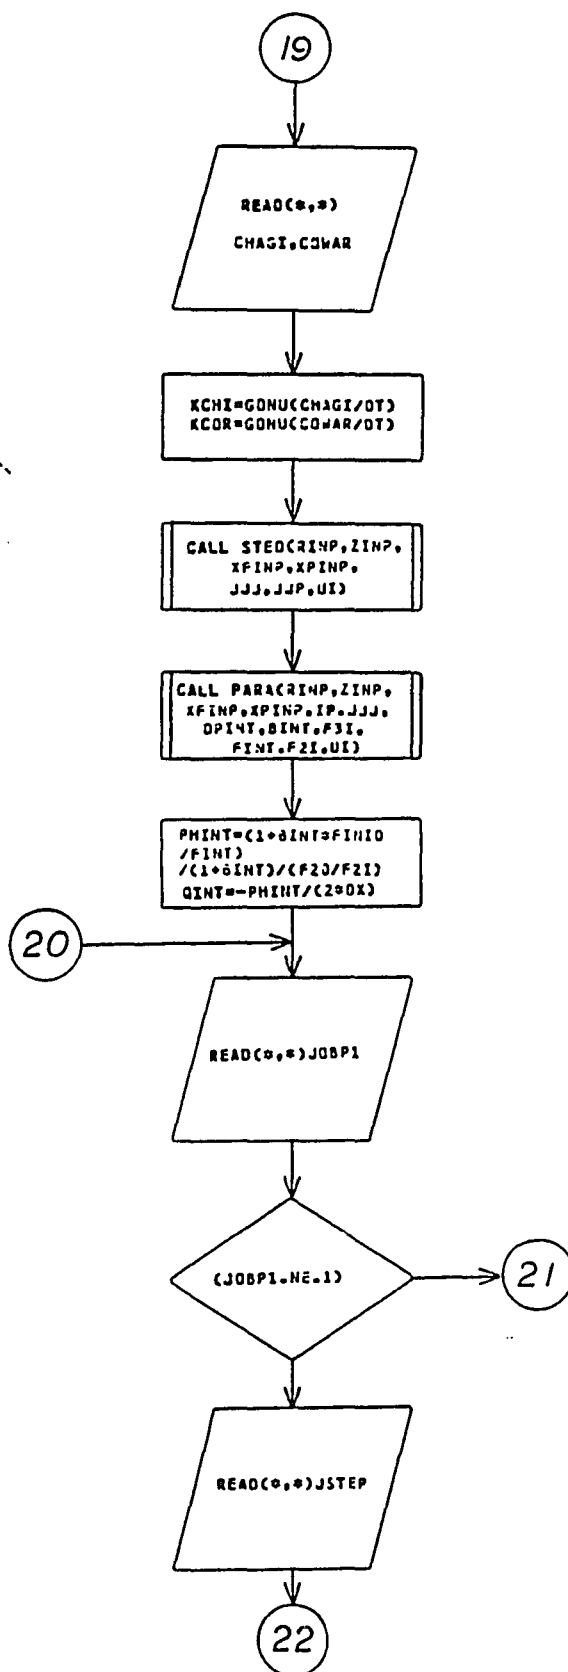 19
READ(*,*)
CHAGI,COWAR
KCHI=GONU(CHAGI/DT)
KCOR=GONU(COWAR/DT)
CALL STED(RINP,ZINP,
XFINP,XPINP,
JJJ,JJP,UI)
CALL PARA(RINP,ZINP,
XFINP,XPINP,IP,JJJ,
DPINT,BINT,F3I,
FINT,F2I,UI)
PHINT=(1+BINT*FINIO
/FINT)
/(1+BINT)/(F20/F2I)
QINT=-PHINT/(2*DX)
20
READ(*,*)JOBP1
(JOBP1.NE.1)
21
READ(*,*)JSTEP
22